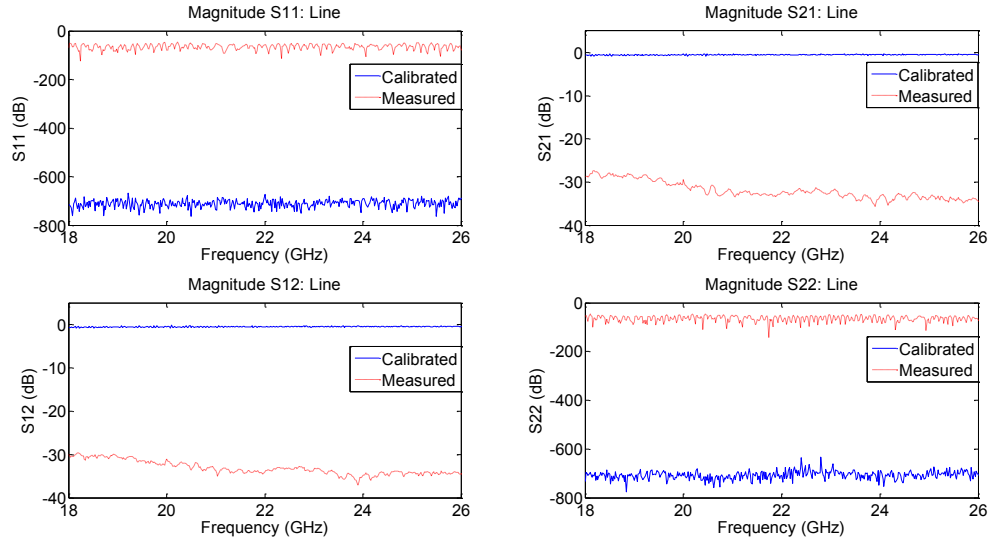 Magnitude S11: Line
0
-200
-400
-600
-800
S11 (dB)
Calibrated
Measured
18
20
22
24
26
Frequency (GHz)
Magnitude S21: Line
0
-10
-20
-30
-40
S21 (dB)
Calibrated
Measured
18
20
22
24
26
Frequency (GHz)
Magnitude S12: Line
0
-10
-20
-30
-40
S12 (dB)
Calibrated
Measured
18
20
22
24
26
Frequency (GHz)
Magnitude S22: Line
0
-200
-400
-600
-800
S22 (dB)
Calibrated
Measured
18
20
22
24
26
Frequency (GHz)